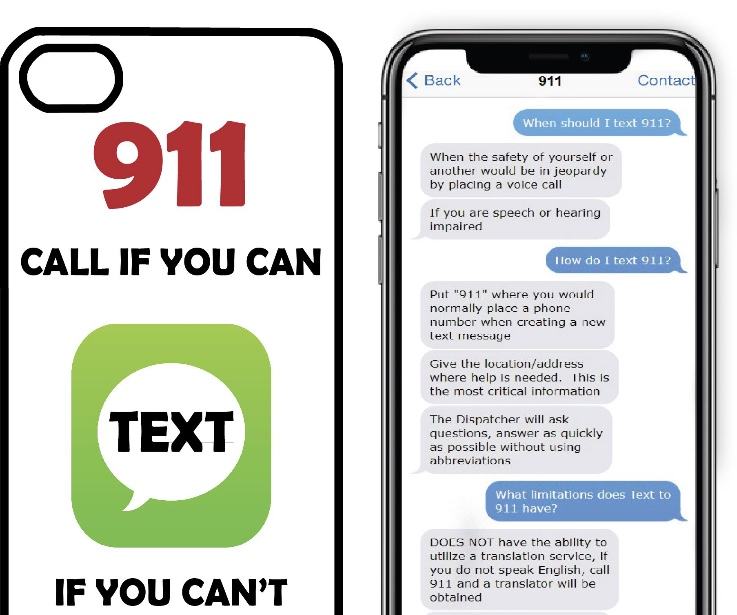 911
CALL IF YOU CAN
TEXT
IF YOU CAN'T
Back
911
Contact
When should I text 911?
When the safety of yourself or
another would be in jeopardy
by placing a voice call
If you are speech or hearing
impaired
How do I text 911?
Put "911" where you would
normally place a phone
number when creating a new
text message
Give the location/address
where help is needed. This is
the most critical information
The Dispatcher will ask
questions, answer as quickly
as possible without using
abbreviations
What limitations does Text to
911 have?
DOES NOT have the ability to
utilize a translation service, if
you do not speak English, call
911 and a translator will be
obtained